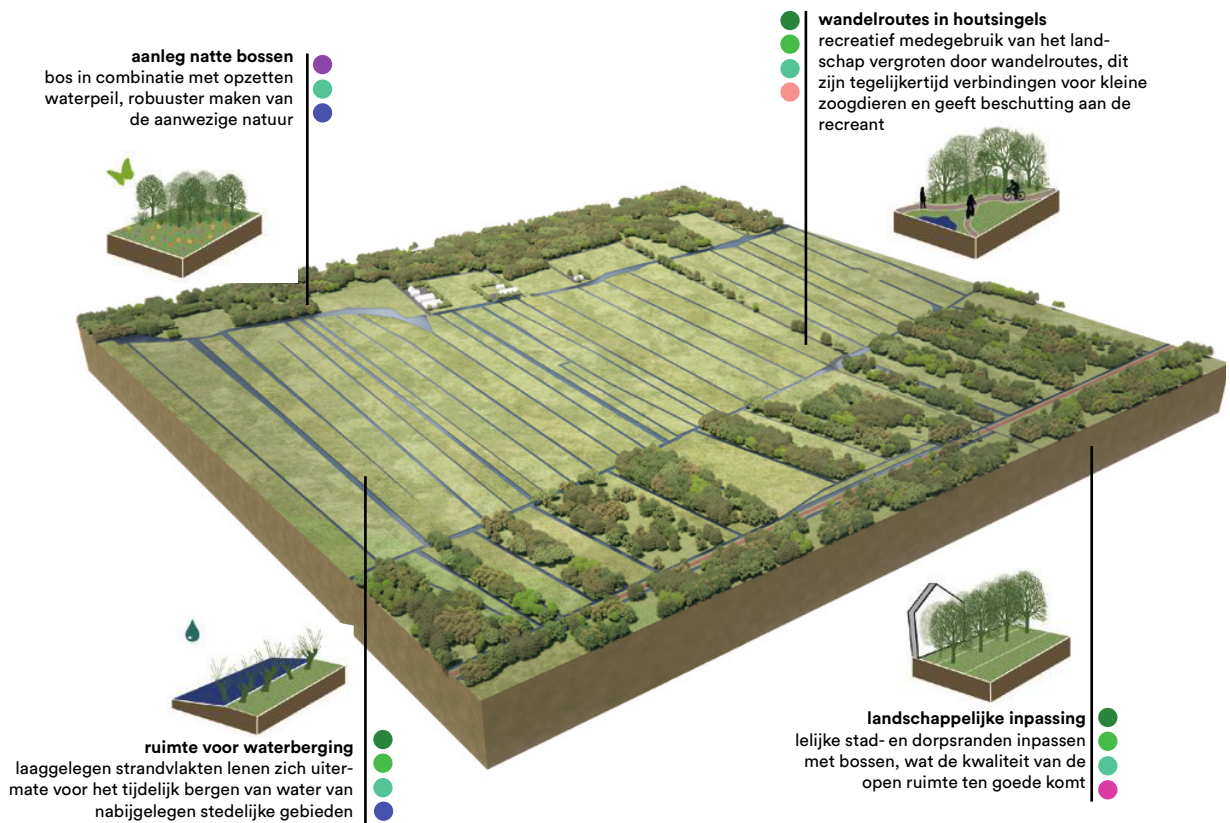 aanleg natte bossen
bos in combinatie met opzetten
waterpeil, robuuster maken van
de aanwezige natuur
wandelroutes in houtsingels
recreatief medegebruik van het land-
schap vergroten door wandelroutes, dit
zijn tegelijkertijd verbindingen voor kleine
zoogdieren en geeft beschutting aan de
recreant
ruimte voor waterberging
laaggelegen strandvlakten lenen zich uiter-
mate voor het tijdelijk bergen van water van
nabijgelegen stedelijke gebieden
landschappelijke inpassing
lelijke stad- en dorpsranden inpassen
met bossen, wat de kwaliteit van de
open ruimte ten goede komt